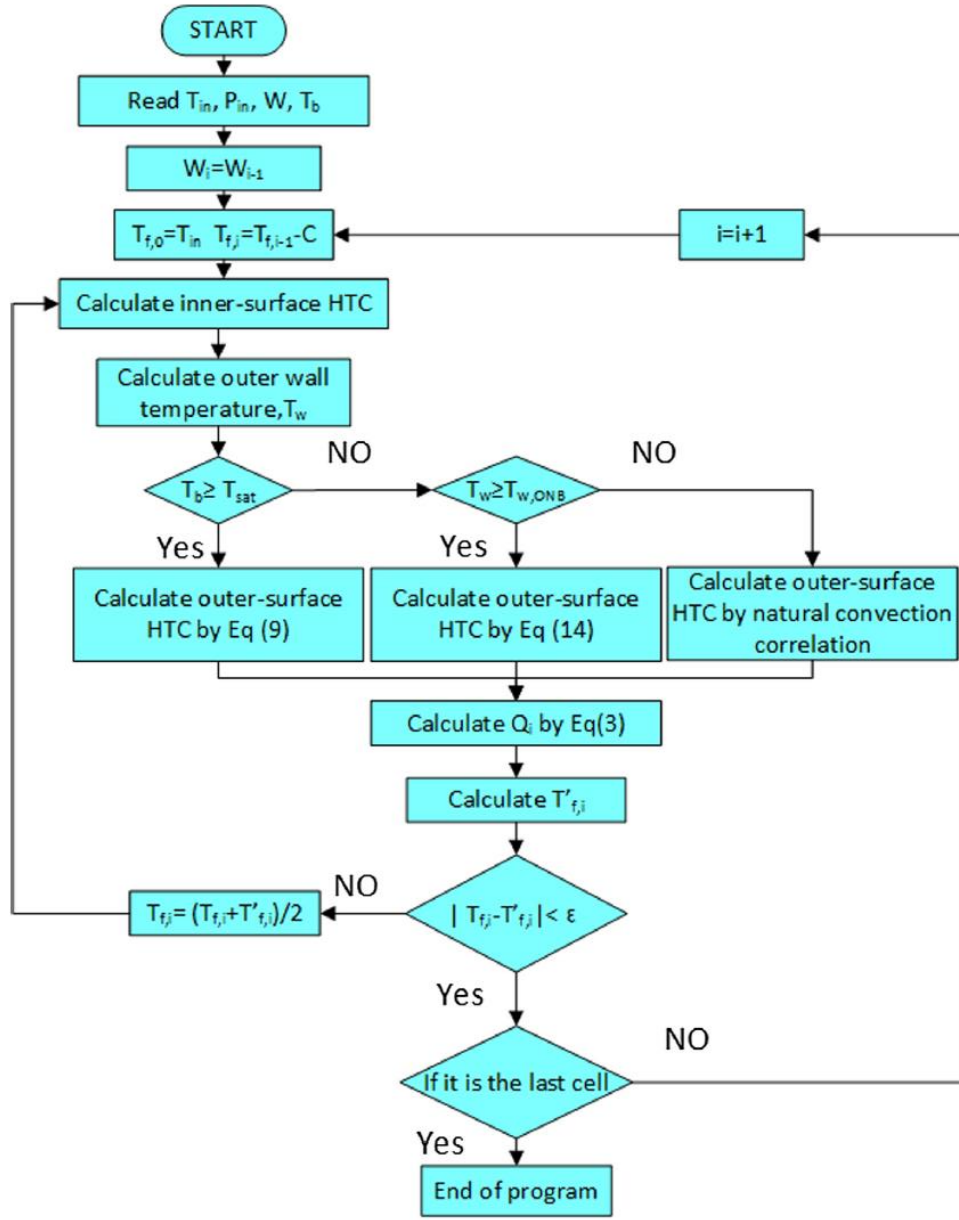 START
Read T_in, P_in, W, T_b
W_i=W_i-1
T_f,0=T_in T_f,i=T_f,i-1-C
i=i+1
Calculate inner-surface HTC
Calculate outer wall
temperature,T_w
NO
NO
T_b≥ T_sat
T_w≥T_w,ONB
Yes
Yes
Calculate outer-surface
HTC by Eq (9)
Calculate outer-surface
HTC by Eq (14)
Calculate outer-surface
HTC by natural convection
correlation
Calculate Q_i by Eq(3)
Calculate T'_f,i
NO
T_f,i= (T_f,i+T'_f,i)/2
| T_f,i-T'_f,i|< ε
Yes
NO
If it is the last cell
Yes
End of program